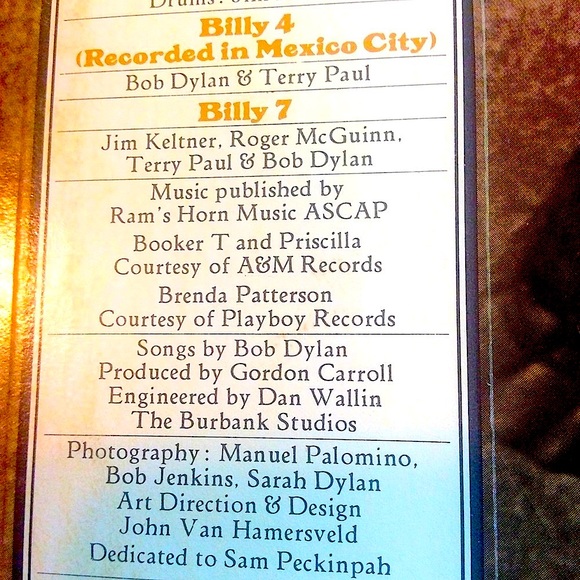 Drums:
Billy 4
(Recorded in Mexico City)
Bob Dylan & Terry Paul
Billy 7
Jim Keltner, Roger McGuinn,
Terry Paul & Bob Dylan
Music published by
Ram's Horn Music ASCAP
Booker T and Priscilla
Courtesy of A&M Records
Brenda Patterson
Courtesy of Playboy Records
Songs by Bob Dylan
Produced by Gordon Carroll
Engineered by Dan Wallin
The Burbank Studios
Photography: Manuel Palomino,
Bob Jenkins, Sarah Dylan
Art Direction & Design
John Van Hamersveld
Dedicated to Sam Peckinpah